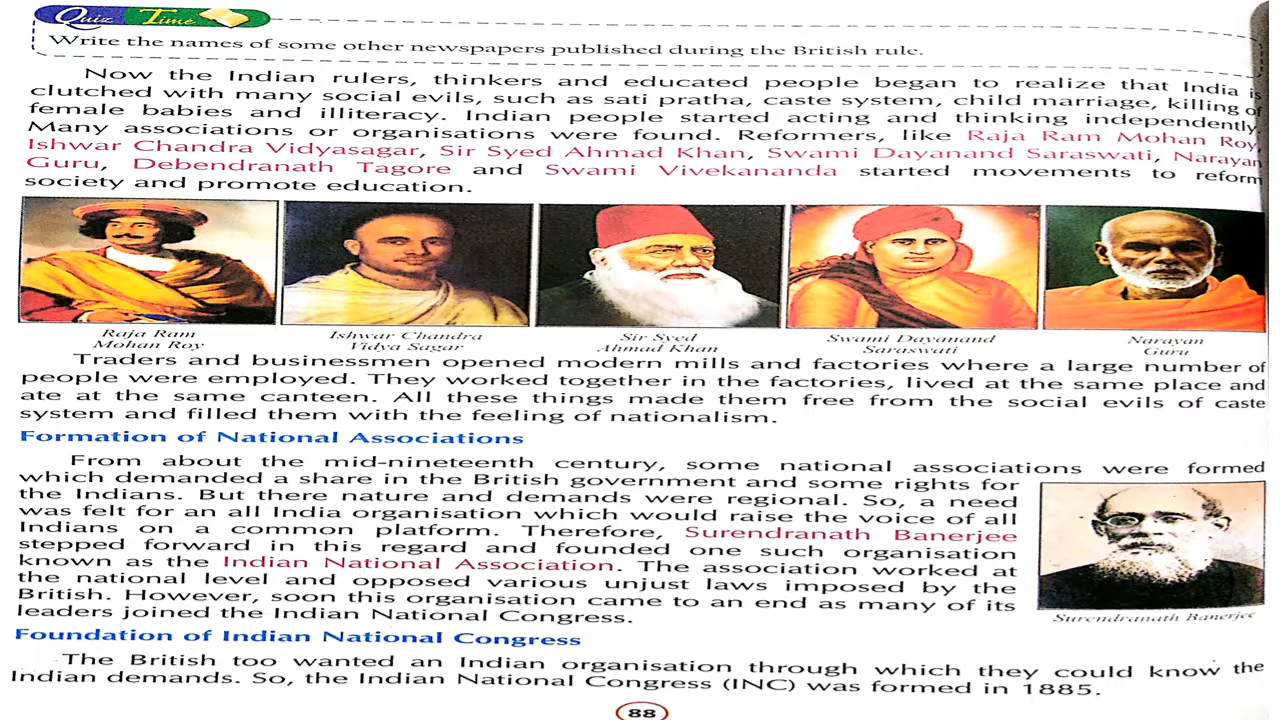 Quiz Time
Write the names of some other newspapers published during the British rule.
Now the Indian rulers, thinkers and educated people began to realize that India is
clutched with many social evils, such as sati pratha, caste system, child marriage, killing of
female babies and illiteracy. Indian people started acting and thinking independently.
Many associations or organisations were found. Reformers, like Raja Ram Mohan Roy,
Ishwar Chandra Vidyasagar, Sir Syed Ahmad Khan, Swami Dayanand Saraswati, Narayan
Guru, Debendranath Tagore and Swami Vivekananda started movements to reform
society and promote education.
Raja Ram
Mohan Roy
Ishwar Chandra
Vidya Sagar
Sir Syed
Ahmad Khan
Swami Dayanand
Saraswati
Narayan
Guru
Traders and businessmen opened modern mills and factories where a large number of
people were employed. They worked together in the factories, lived at the same place and
ate at the same canteen. All these things made them free from the social evils of caste
system and filled them with the feeling of nationalism.
Formation of National Associations
From about the mid-nineteenth century, some national associations were formed
which demanded a share in the British government and some rights for
the Indians. But there nature and demands were regional. So, a need
was felt for an all India organisation which would raise the voice of all
Indians on a common platform. Therefore, Surendranath Banerjee
stepped forward in this regard and founded one such organisation
known as the Indian National Association. The association worked at
the national level and opposed various unjust laws imposed by the
British. However, soon this organisation came to an end as many of its
leaders joined the Indian National Congress.
Surendranath Banerjee
Foundation of Indian National Congress
The British too wanted an Indian organisation through which they could know the
Indian demands. So, the Indian National Congress (INC) was formed in 1885.
88